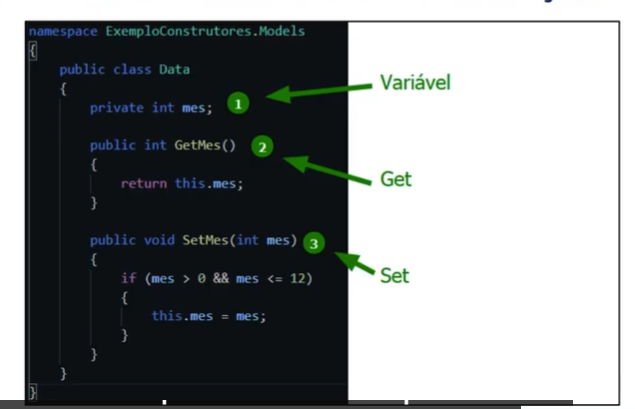 namespace ExemploConstrutores.Models
{
public class Data
{
private int mes; 1
Variável
public int GetMes() 2
{
Get
return this.mes;
}
public void SetMes(int mes) 3
{
Set
if (mes > 0 && mes <= 12)
{
this.mes = mes;
}
}
}
}